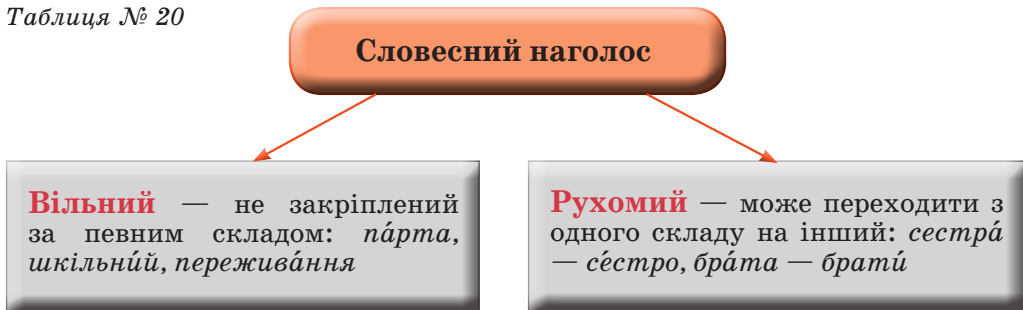 Таблиця № 20
Словесний наголос
Вільний — не закріплений
за певним складом: па́рта,
шкільни́й, пережива́ння
Рухомий — може переходити з
одного складу на інший: сестра́
— се́стро, бра́та — брати́